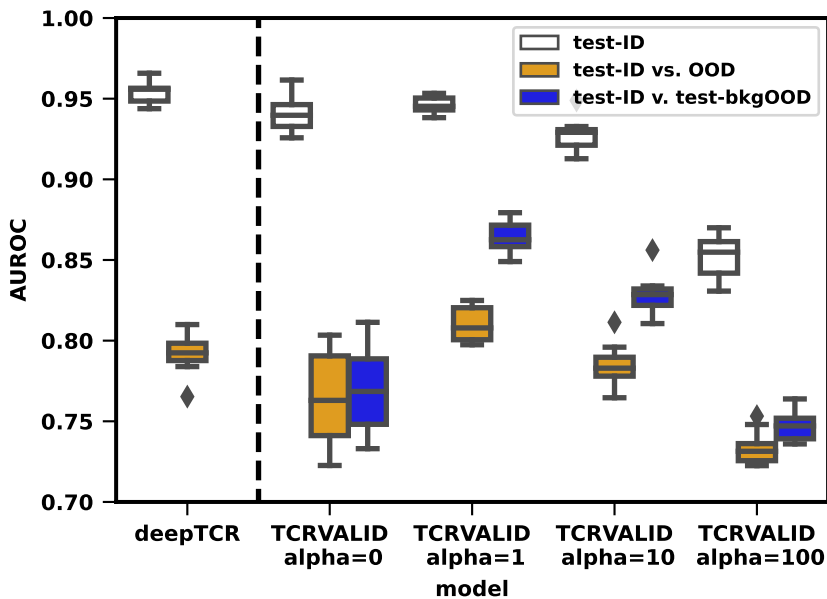 1.00
0.95
0.90
0.85
0.80
0.75
0.70
AUROC
test-ID
test-ID vs. OOD
test-ID v. test-bkgOOD
deepTCR
TCRVALID
alpha=0
TCRVALID
alpha=1
TCRVALID
alpha=10
TCRVALID
alpha=100
model